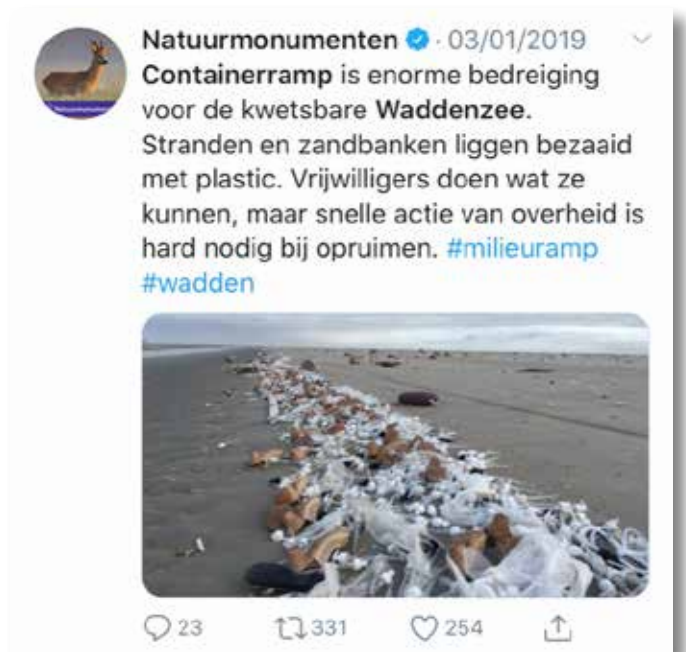 Natuurmonumenten · 03/01/2019
Containerramp is enorme bedreiging
voor de kwetsbare Waddenzee.
Stranden en zandbanken liggen bezaaid
met plastic. Vrijwilligers doen wat ze
kunnen, maar snelle actie van overheid is
hard nodig bij opruimen. #milieuramp
#wadden
23 331 254